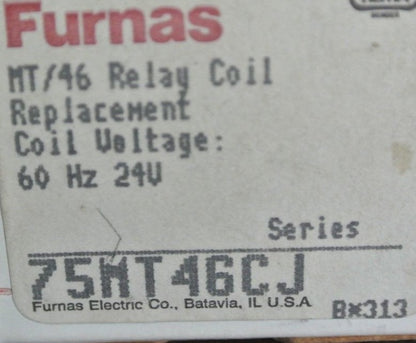 Furnas
MT/46 Relay Coil
Replacement
Coil Voltage:
60 Hz 24V
Series
75MT46CJ
Furnas Electric Co., Batavia, IL U.S.A
B*313